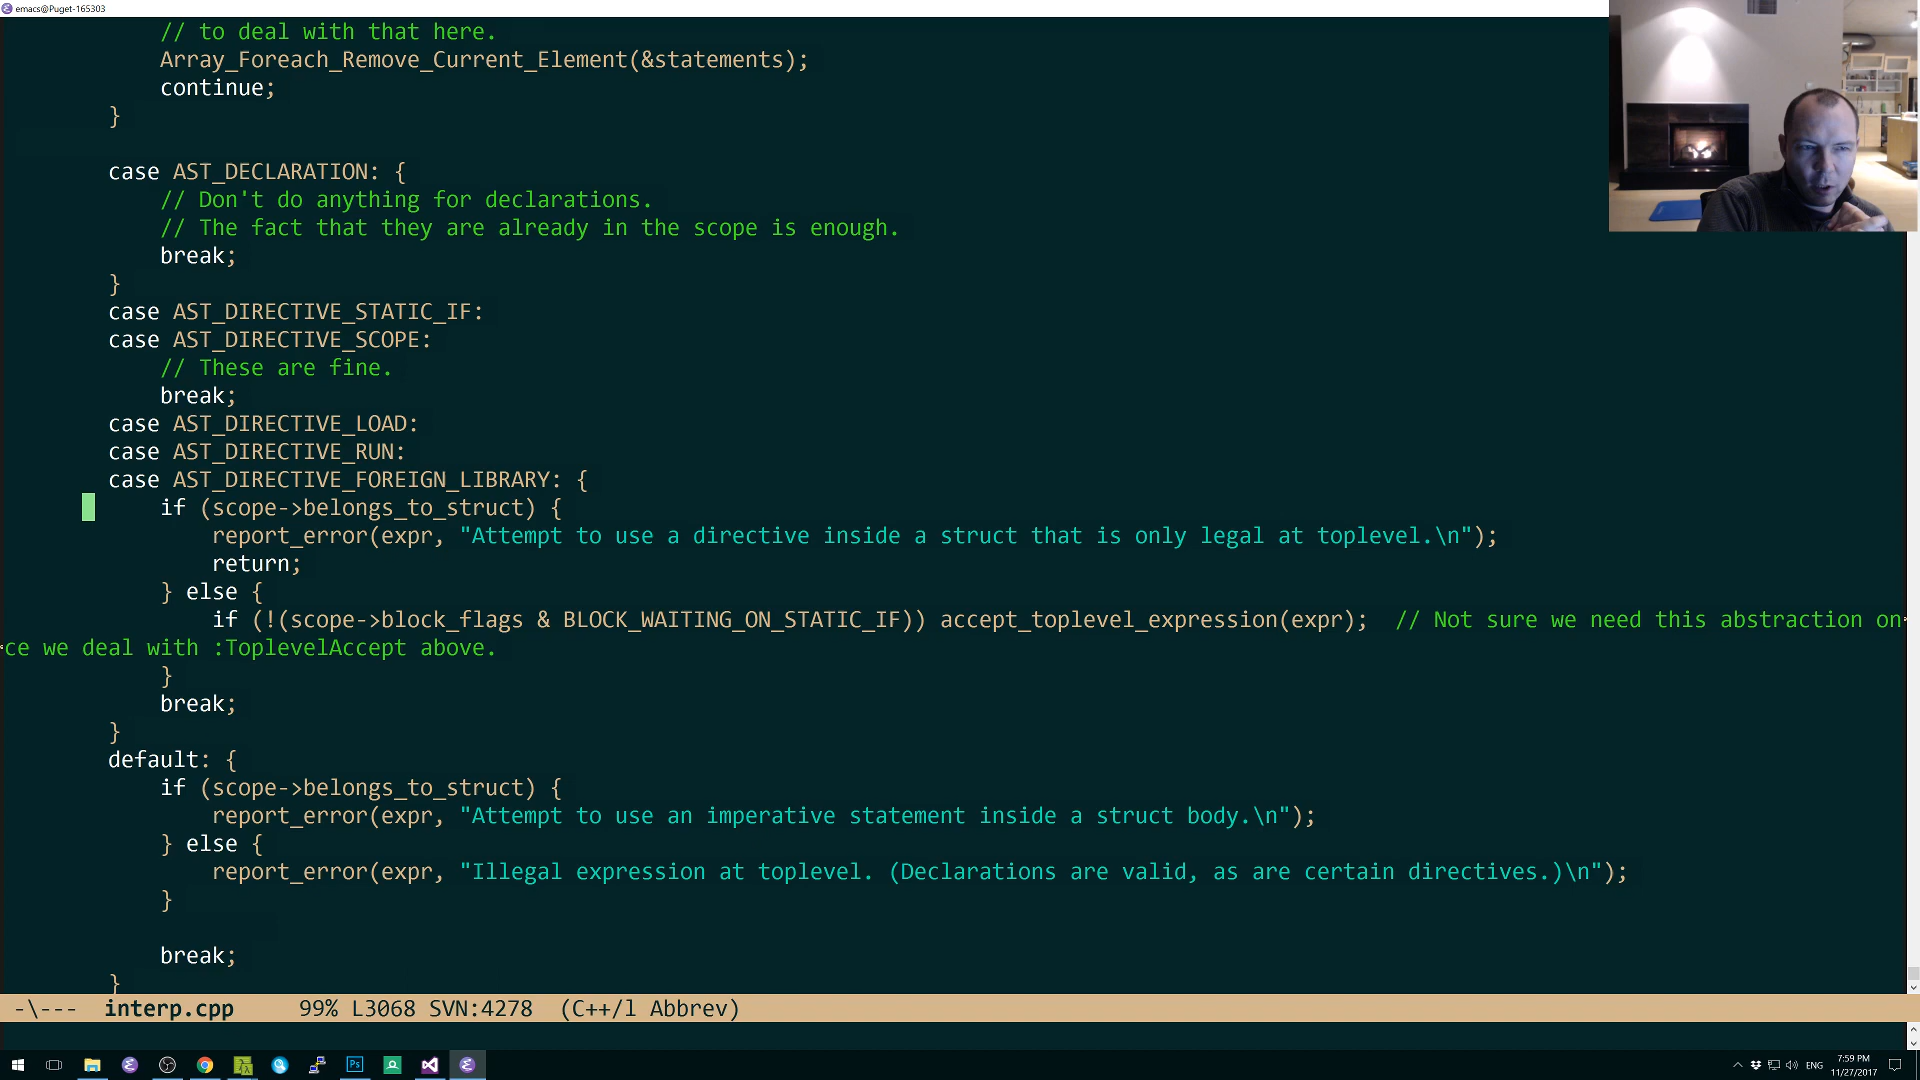 emacs@Puget-165303
// to deal with that here.
Array_Foreach_Remove_Current_Element(&statements);
continue;
}
case AST_DECLARATION: {
// Don't do anything for declarations.
// The fact that they are already in the scope is enough.
break;
}
case AST_DIRECTIVE_STATIC_IF:
case AST_DIRECTIVE_SCOPE:
// These are fine.
break;
case AST_DIRECTIVE_LOAD:
case AST_DIRECTIVE_RUN:
case AST_DIRECTIVE_FOREIGN_LIBRARY: {
if (scope->belongs_to_struct) {
report_error(expr, "Attempt to use a directive inside a struct that is only legal at toplevel.\n");
return;
} else {
if (!(scope->block_flags & BLOCK_WAITING_ON_STATIC_IF)) accept_toplevel_expression(expr);  // Not sure we need this abstraction on
ce we deal with :ToplevelAccept above.
}
break;
}
default: {
if (scope->belongs_to_struct) {
report_error(expr, "Attempt to use an imperative statement inside a struct body.\n");
} else {
report_error(expr, "Illegal expression at toplevel. (Declarations are valid, as are certain directives.)\n");
}
break;
}
-\--- interp.cpp 99% L3068 SVN:4278 (C++/l Abbrev)
Ps
ENG
7:59 PM
11/27/2017